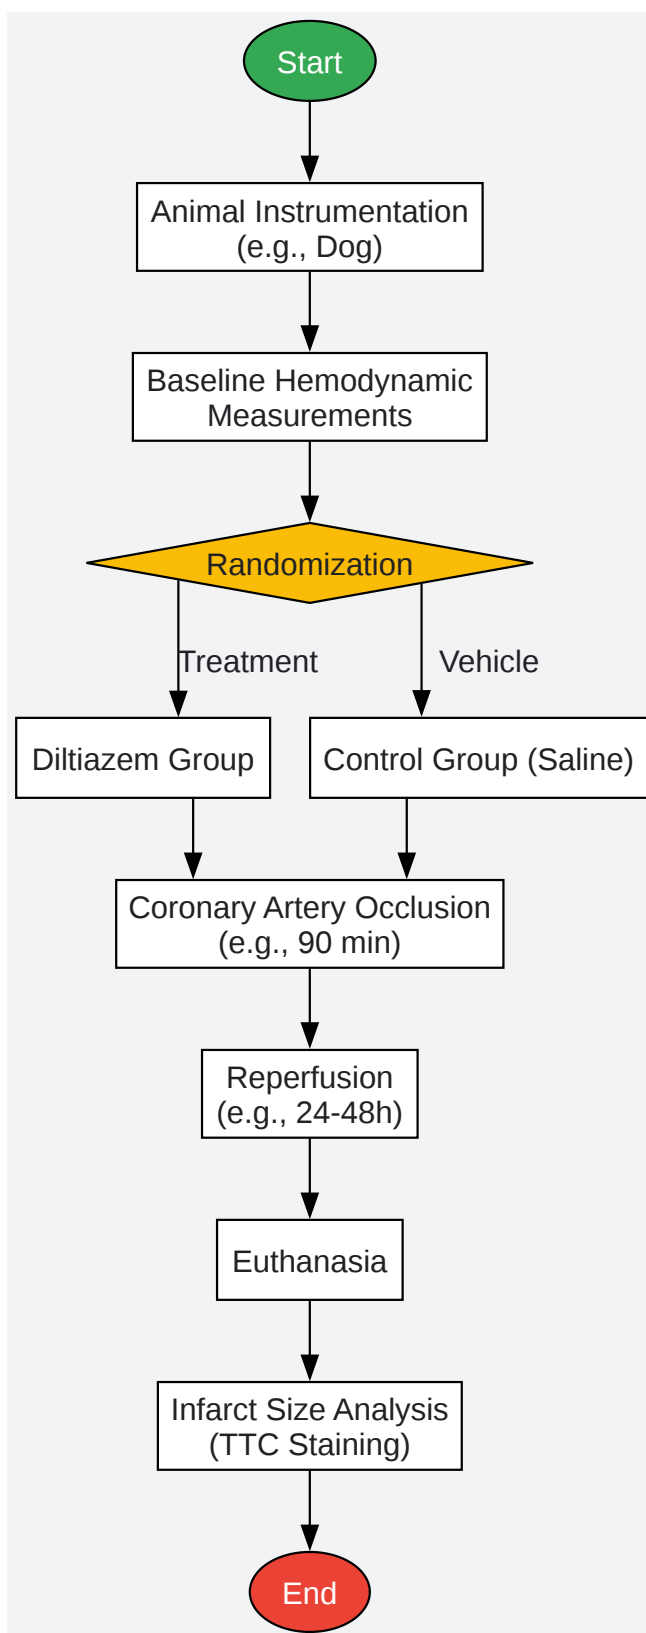 Start
Animal Instrumentation
(e.g., Dog)
Baseline Hemodynamic
Measurements
Randomization
Treatment
Vehicle
Diltiazem Group
Control Group (Saline)
Coronary Artery Occlusion
(e.g., 90 min)
Reperfusion
(e.g., 24-48h)
Euthanasia
Infarct Size Analysis
(TTC Staining)
End